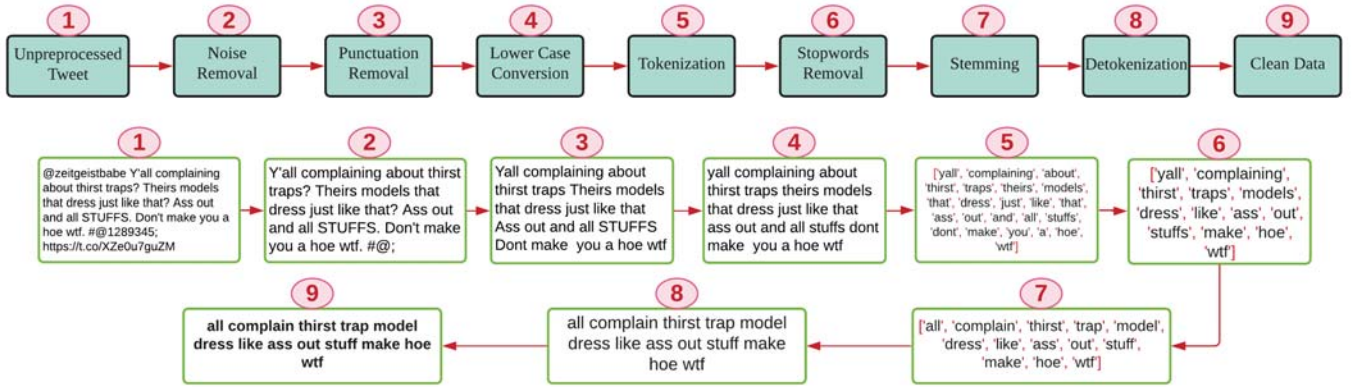 1
2
3
4
5
6
7
8
9
Unpreprocessed
Tweet
Noise
Removal
Punctuation
Removal
Lower Case
Conversion
Tokenization
Stopwords
Removal
Stemming
Detokenization
Clean Data
1
@zeitgeistbabe Y'all complaining
about thirst traps? Theirs models
that dress just like that? Ass out
and all STUFFS. Don't make you a
hoe wtf. #@1289345;
https://t.co/XZe0u7guZM
2
Y'all complaining about thirst
traps? Theirs models that
dress just like that? Ass out
and all STUFFS. Don't make
you a hoe wtf. #@;
3
Yall complaining about
thirst traps Theirs models
that dress just like that
Ass out and all STUFFS
Dont make  you a hoe wtf
4
yall complaining about
thirst traps theirs models
that dress just like that
ass out and all stuffs dont
make  you a hoe wtf
5
['yall', 'complaining', 'about',
'thirst', 'traps', 'theirs', 'models',
'that', 'dress', 'just', 'like', 'that',
'ass', 'out', 'and', 'all', 'stuffs',
'dont', 'make', 'you', 'a', 'hoe',
'wtf']
6
['yall', 'complaining',
'thirst', 'traps', 'models',
'dress', 'like', 'ass', 'out',
'stuffs', 'make', 'hoe',
'wtf']
7
['all', 'complain', 'thirst', 'trap', 'model',
'dress', 'like', 'ass', 'out', 'stuff',
'make', 'hoe', 'wtf']
8
all complain thirst trap model
dress like ass out stuff make
hoe wtf
9
all complain thirst trap model
dress like ass out stuff make hoe
wtf